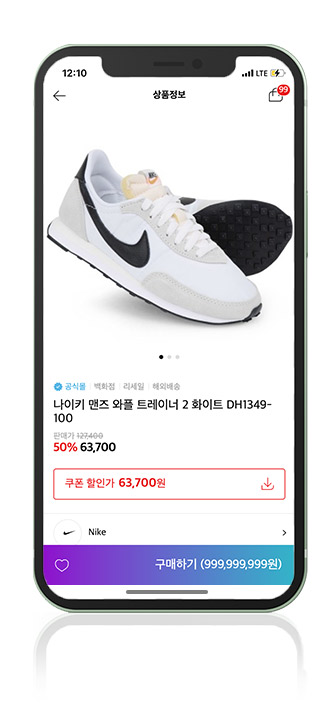 12:10
LTE
상품정보
99
공식몰 백화점 리세일 해외배송
나이키 맨즈 와플 트레이너 2 화이트 DH1349-
100
판매가 127,400
50% 63,700
쿠폰 할인가 63,700원
Nike
구매하기 (999,999,999원)